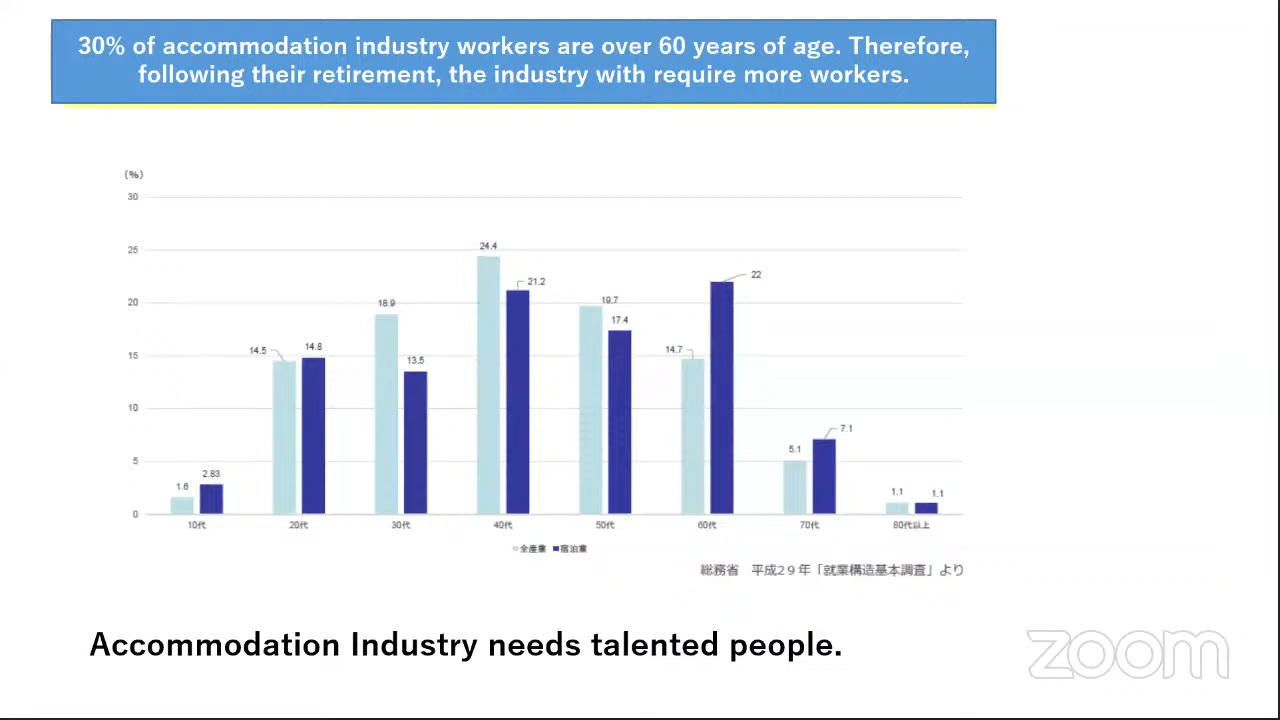 30% of accommodation industry workers are over 60 years of age. Therefore,
following their retirement, the industry with require more workers.
(%)
30
25
20
15
10
5
0
1.6
2.83
14.5
14.8
18.9
13.5
24.4
21.2
19.7
17.4
14.7
22
5.1
7.1
1.1
1.1
10代
20代
30代
40代
50代
60代
70代
80代以上
全産業 宿泊業
総務省 平成29年「就業構造基本調査」より
Accommodation Industry needs talented people.
zoom